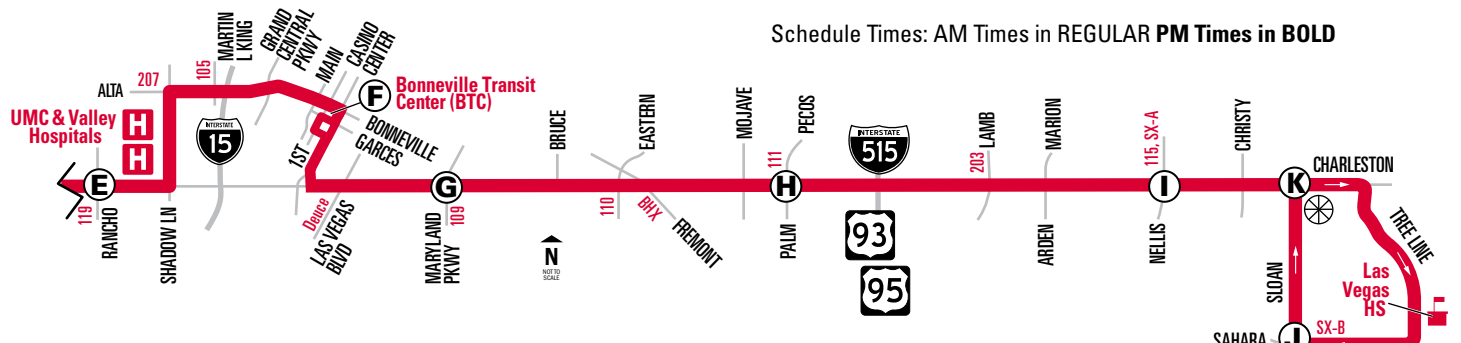 Schedule Times: AM Times in REGULAR PM Times in BOLD
ALTA
207
105
MARTIN
L KING
GRAND
CENTRAL
PKWY
MAIN
CASINO
CENTER
F
Bonneville Transit
Center (BTC)
UMC & Valley
Hospitals
H
H
INTERSTATE
15
1ST
BONNEVILLE
GARCES
BRUCE
EASTERN
MOJAVE
111
PECOS
INTERSTATE
515
203
LAMB
MARION
115, SX-A
CHRISTY
E
G
H
I
K
CHARLESTON
119
RANCHO
SHADOW LN
Deuce
LAS VEGAS
BLVD
MARYLAND
PKWY
109
N
NOT TO
SCALE
110
BHX
FREMONT
PALM
93
95
ARDEN
NELLIS
SLOAN
TREE LINE
Las
Vegas
HS
SAHARA
J
SX-B